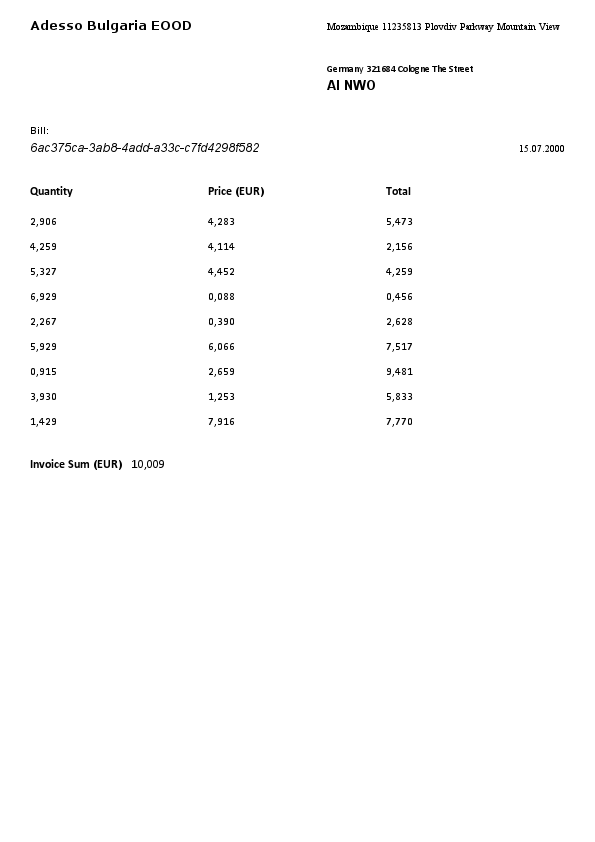 Adesso Bulgaria EOOD Mozambique 11235813 Plovdiv Parkway Mountain View
Germany 321684 Cologne The Street
AI NWO
Bill:
6ac375ca-3ab8-4add-a33c-c7fd4298f582 15.07.2000
Quantity Price (EUR) Total
2,906 4,283 5,473
4,259 4,114 2,156
5,327 4,452 4,259
6,929 0,088 0,456
2,267 0,390 2,628
5,929 6,066 7,517
0,915 2,659 9,481
3,930 1,253 5,833
1,429 7,916 7,770
Invoice Sum (EUR) 10,009